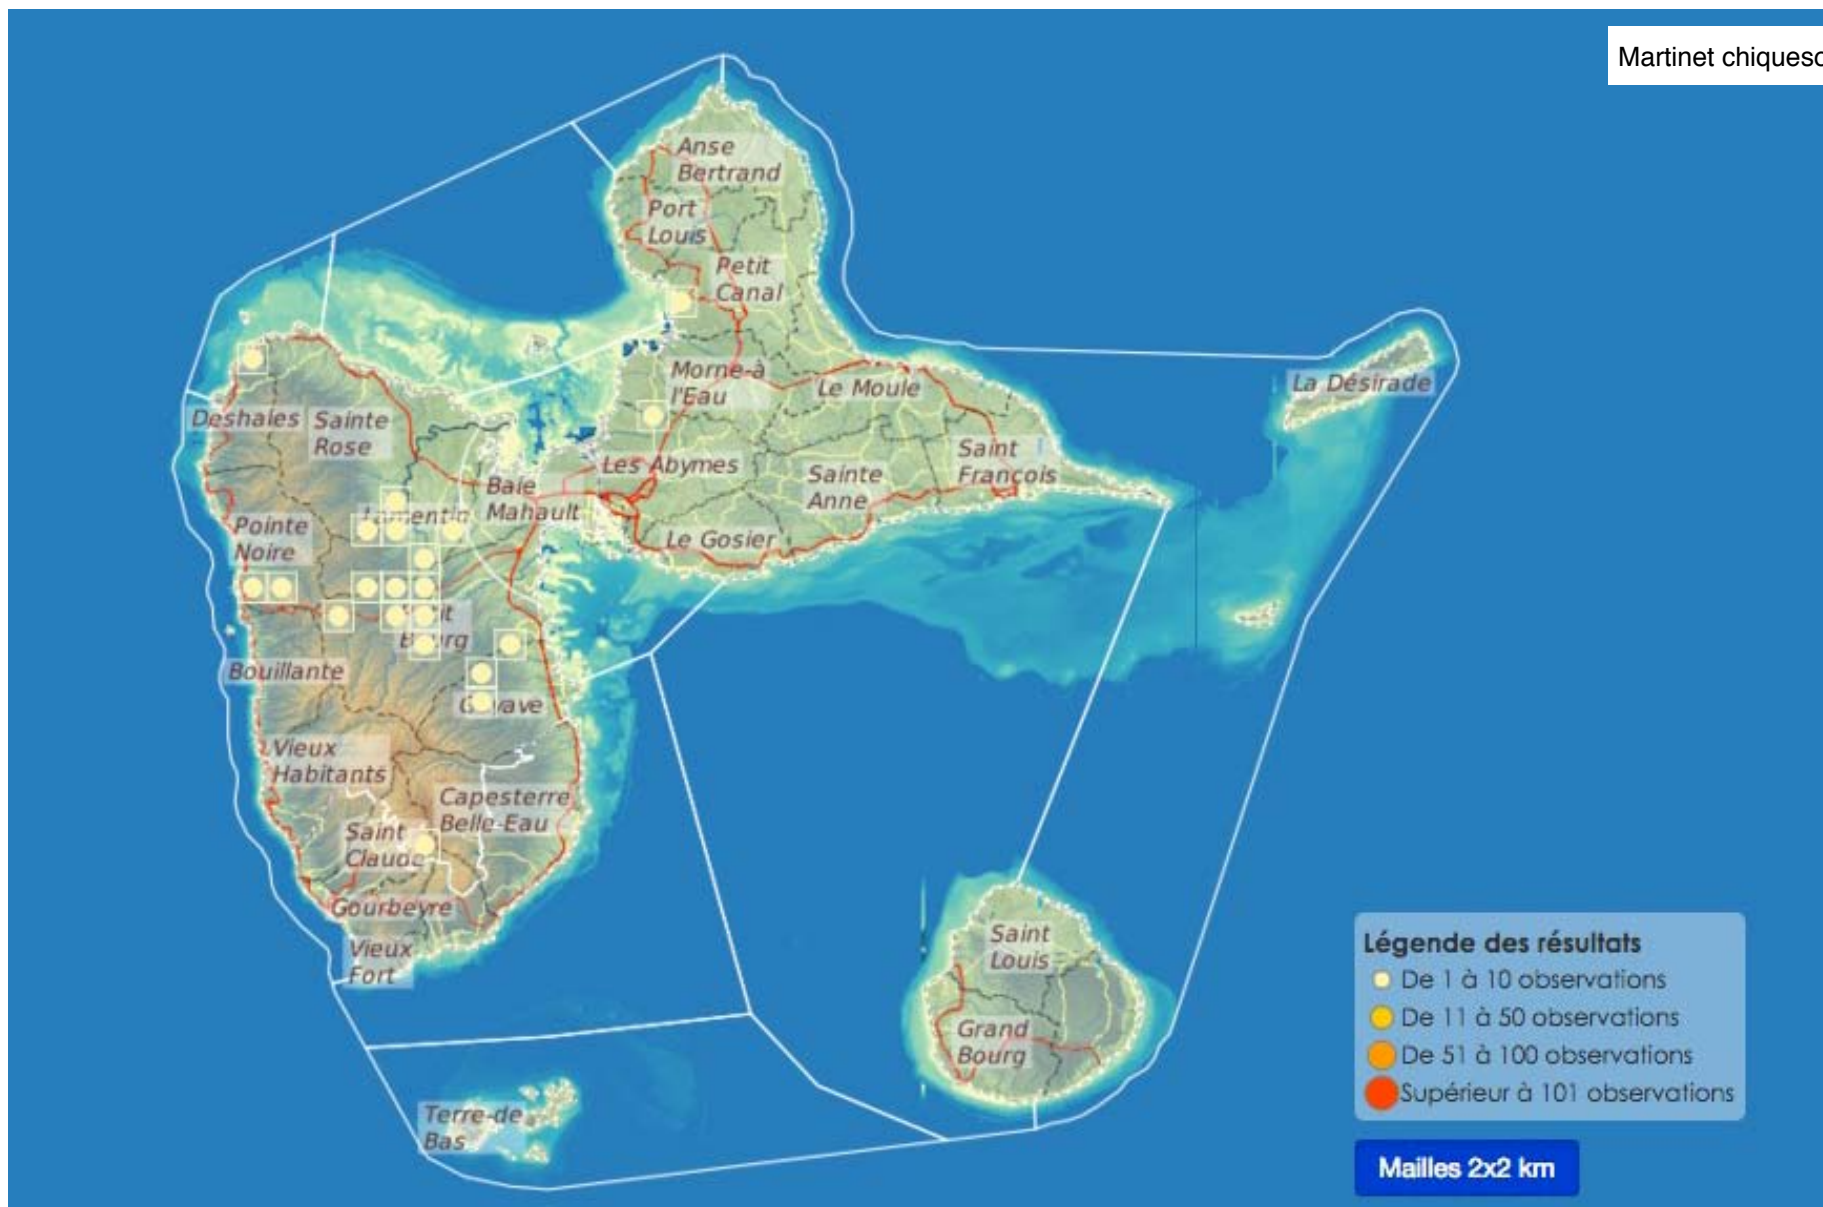 Martinet chiqueso
Anse
Bertrand
Port
Louis
Petit
Canal
Morne-à
l'Eau
Le Moule
La Désirade
Deshaies
Sainte
Rose
Les Abymes
Saint
François
Sainte
Anne
Baie
Mahault
Lamentin
Pointe
Noire
Le Gosier
Bourg
Bouillante
Vieux
Habitants
Capesterre
Belle-Eau
Saint
Claude
Gourbeyre
Vieux
Fort
Saint
Louis
Grand
Bourg
Terre-de
Bas
Légende des résultats
De 1 à 10 observations
De 11 à 50 observations
De 51 à 100 observations
Supérieur à 101 observations
Mailles 2x2 km